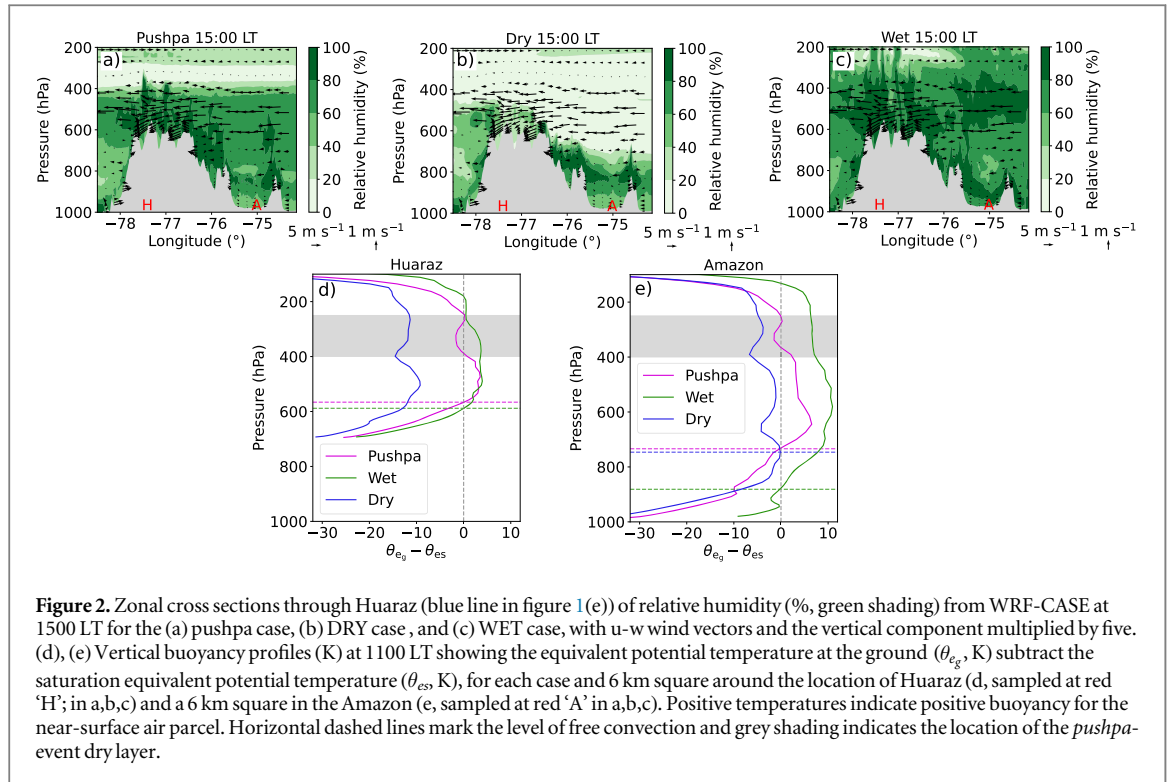 Pushpa 15:00 LT
a)
200
400
600
800
1000
Pressure (hPa)
−78
−77
−76
−75
Longitude (°)
H
A
100
80
60
40
20
0
Relative humidity (%)
5 m s⁻¹
1 m s⁻¹
Dry 15:00 LT
b)
200
400
600
800
1000
Pressure (hPa)
−78
−77
−76
−75
Longitude (°)
H
A
100
80
60
40
20
0
Relative humidity (%)
5 m s⁻¹
1 m s⁻¹
Wet 15:00 LT
c)
200
400
600
800
1000
Pressure (hPa)
−78
−77
−76
−75
Longitude (°)
H
A
100
80
60
40
20
0
Relative humidity (%)
5 m s⁻¹
1 m s⁻¹
Huaraz
d)
200
400
600
800
1000
Pressure (hPa)
Pushpa
Wet
Dry
−30
−20
−10
0
10
θeg − θes
Amazon
e)
200
400
600
800
1000
Pressure (hPa)
Pushpa
Wet
Dry
−30
−20
−10
0
10
θeg − θes
Figure 2. Zonal cross sections through Huaraz (blue line in figure 1(e)) of relative humidity (%, green shading) from WRF-CASE at
1500 LT for the (a) pushpa case, (b) DRY case , and (c) WET case, with u-w wind vectors and the vertical component multiplied by five.
(d), (e) Vertical buoyancy profiles (K) at 1100 LT showing the equivalent potential temperature at the ground (θeg, K) subtract the
saturation equivalent potential temperature (θes, K), for each case and 6 km square around the location of Huaraz (d, sampled at red
‘H’; in a,b,c) and a 6 km square in the Amazon (e, sampled at red ‘A’ in a,b,c). Positive temperatures indicate positive buoyancy for the
near-surface air parcel. Horizontal dashed lines mark the level of free convection and grey shading indicates the location of the pushpa-
event dry layer.